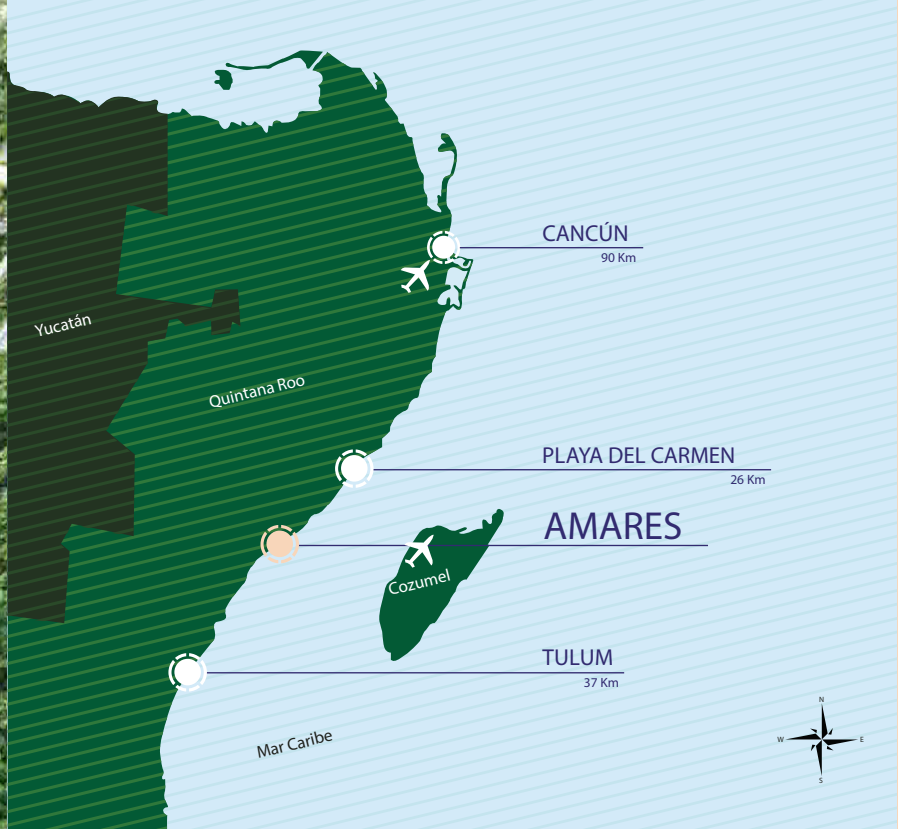 CANCÚN
90 Km
Yucatán
Quintana Roo
PLAYA DEL CARMEN
26 Km
AMARES
Cozumel
TULUM
37 Km
Mar Caribe
N
W
E
S